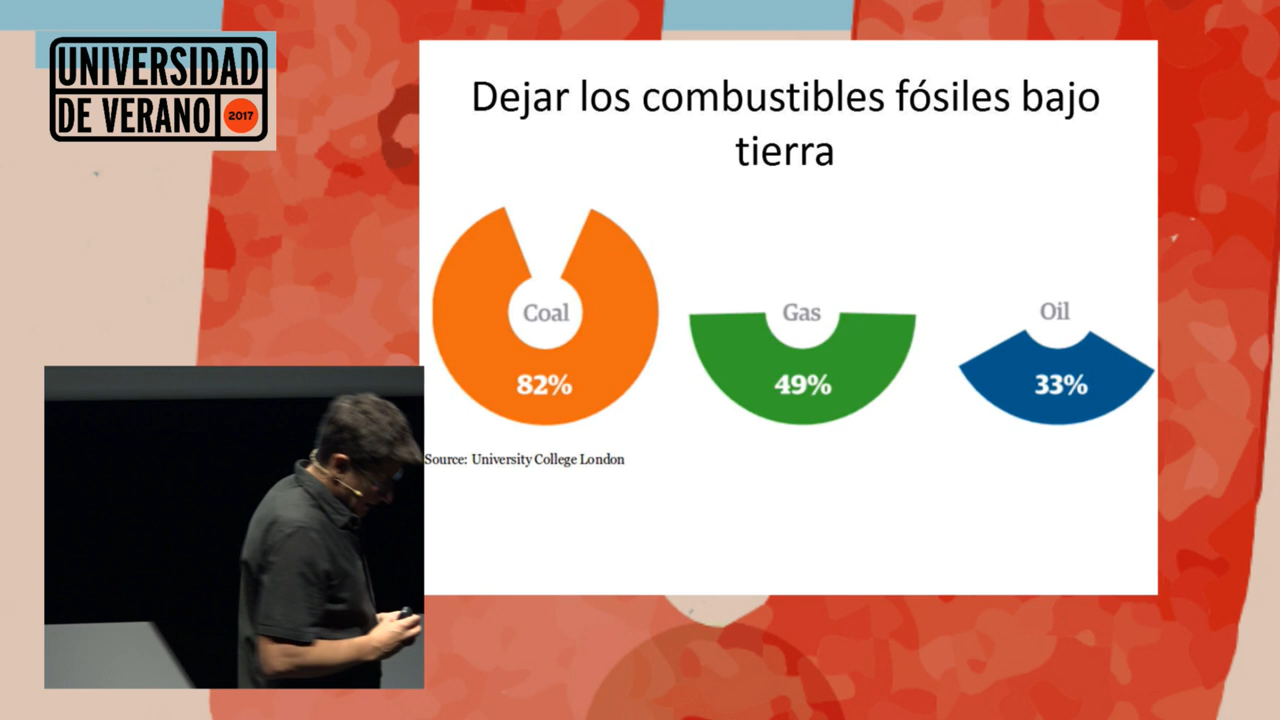 UNIVERSIDAD
DE VERANO 2017
Dejar los combustibles fósiles bajo
tierra
Coal
Gas
Oil
82%
49%
33%
Source: University College London